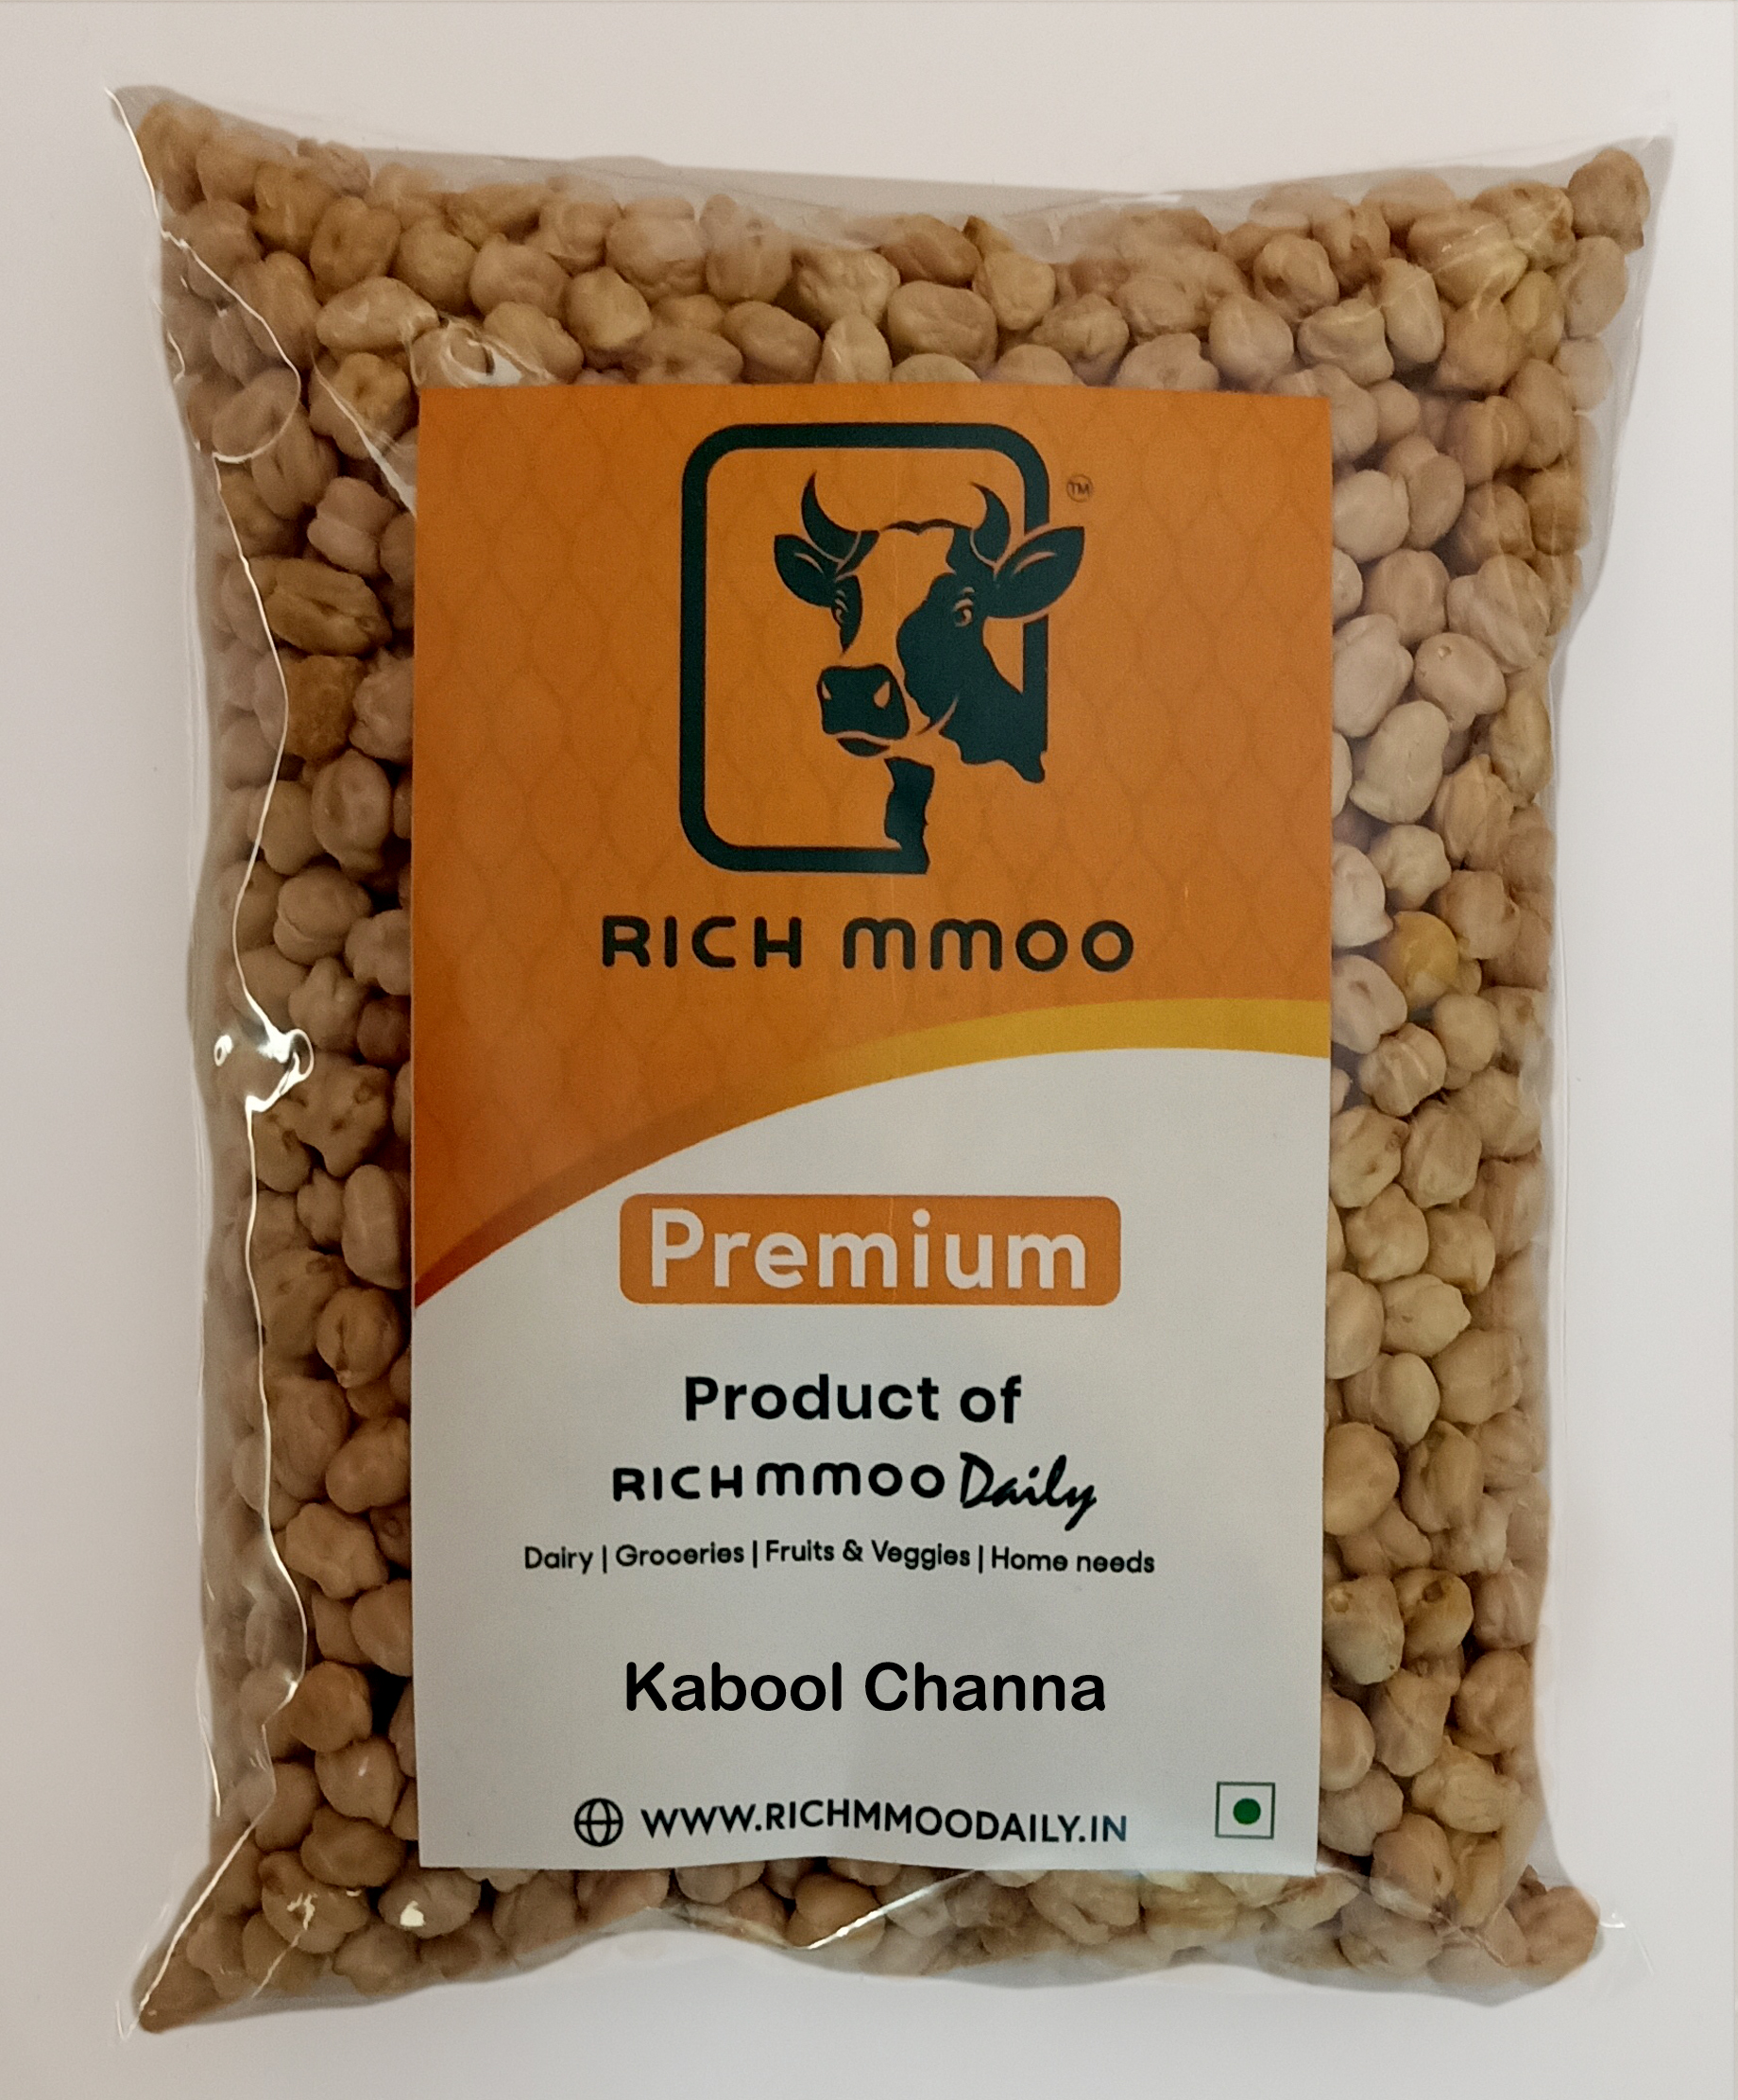 TM
RICH MMOO
Premium
Product of
RICH MMOO Daily
Dairy | Groceries | Fruits & Veggies | Home needs
Kabool Channa
WWW.RICHMMOODAILY.IN